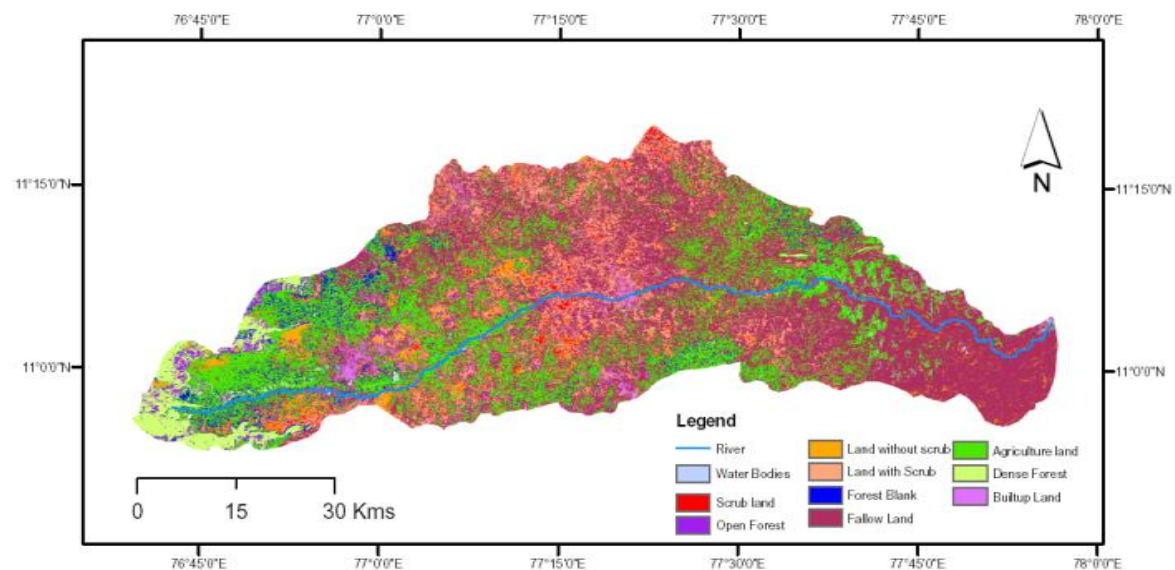 76°45'0"E 77°0'0"E 77°15'0"E 77°30'0"E 77°45'0"E 78°0'0"E
N
11°15'0"N 11°15'0"N
11°0'0"N 11°0'0"N
Legend
River
Water Bodies
Scrub land
Open Forest
Land without scrub
Land with Scrub
Forest Blank
Fallow Land
Agriculture land
Dense Forest
Builtup Land
0 15 30 Kms
76°45'0"E 77°0'0"E 77°15'0"E 77°30'0"E 77°45'0"E 78°0'0"E